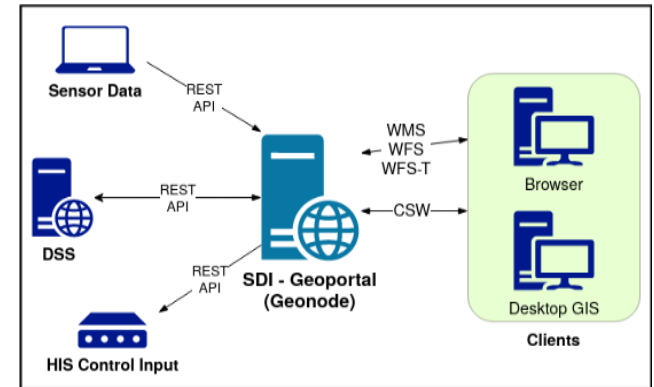 Sensor Data
REST
API
DSS
REST
API
REST
API
HIS Control Input
SDI - Geoportal
(Geonode)
WMS
WFS
WFS-T
CSW
Browser
Desktop GIS
Clients